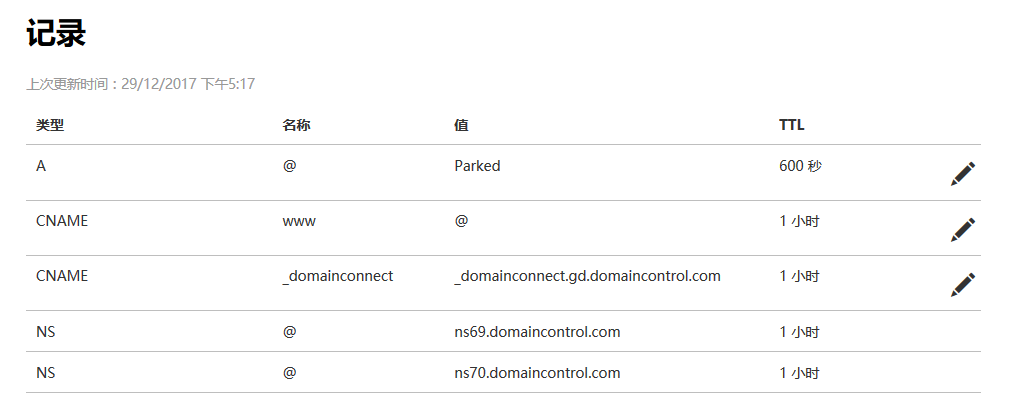 记录
上次更新时间：29/12/2017 下午5:17
类型 名称 值 TTL
A @ Parked 600 秒
CNAME www @ 1 小时
CNAME _domainconnect _domainconnect.gd.domaincontrol.com 1 小时
NS @ ns69.domaincontrol.com 1 小时
NS @ ns70.domaincontrol.com 1 小时